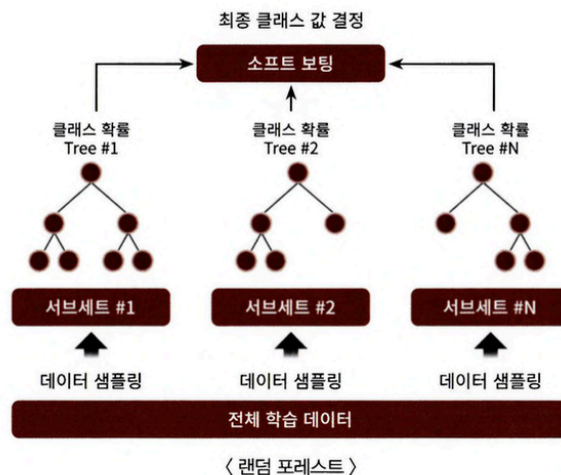 최종 클래스 값 결정
소프트 보팅
클래스 확률
Tree #1
클래스 확률
Tree #2
클래스 확률
Tree #N
서브세트 #1
서브세트 #2
서브세트 #N
데이터 샘플링
데이터 샘플링
데이터 샘플링
전체 학습 데이터
〈 랜덤 포레스트 〉